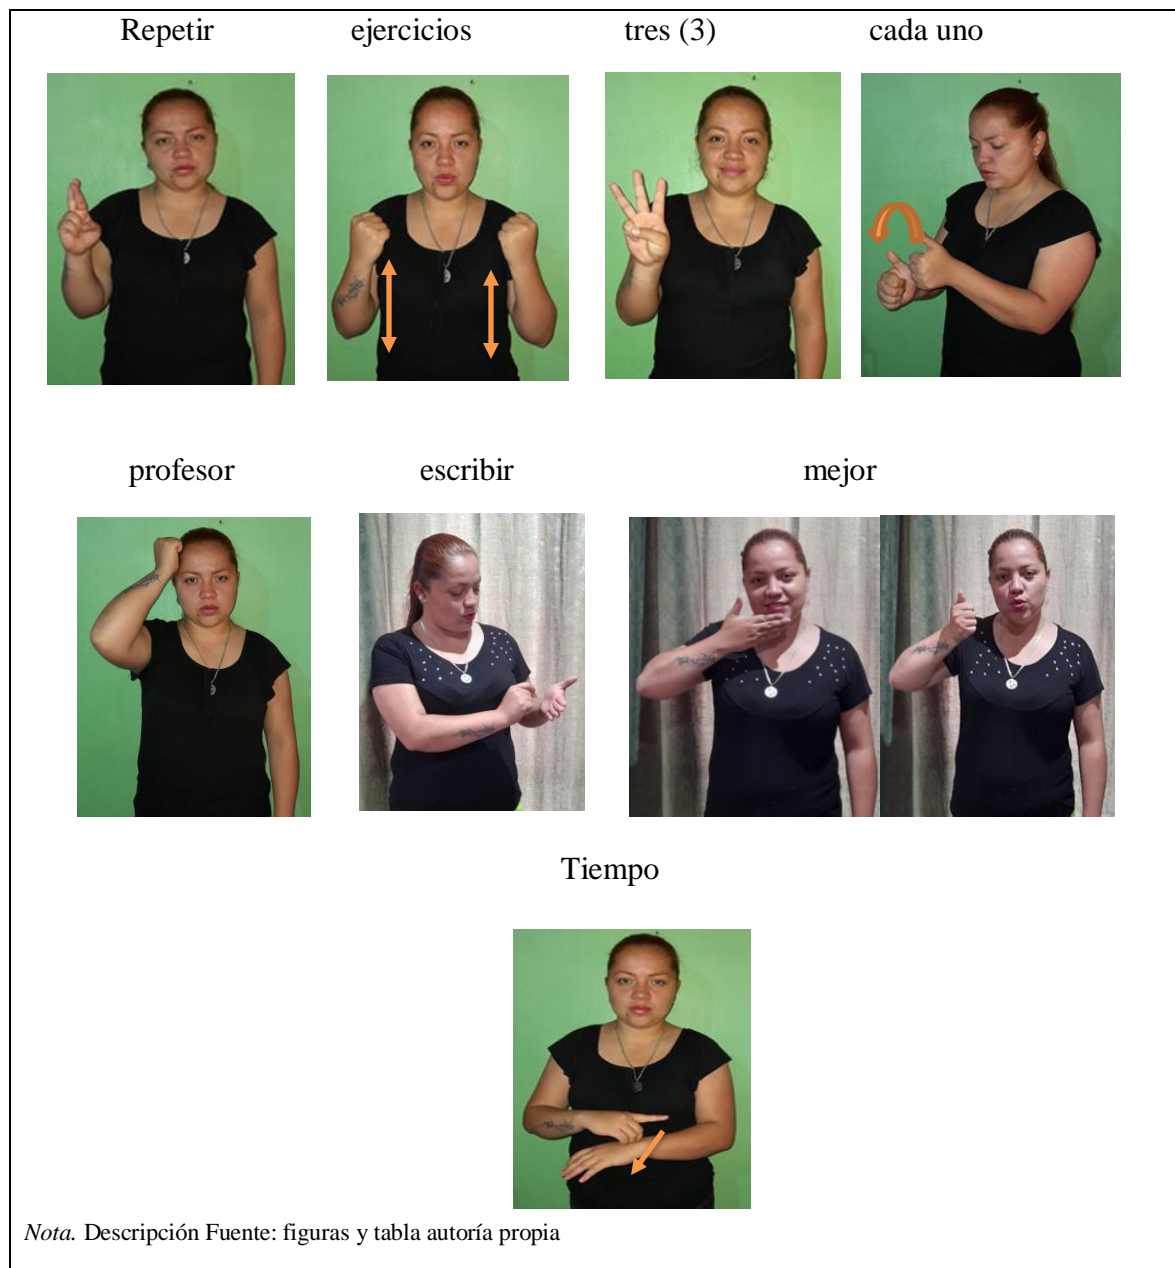 Repetir ejercicios tres (3) cada uno
profesor escribir mejor
Tiempo
Nota. Descripción Fuente: figuras y tabla autoría propia